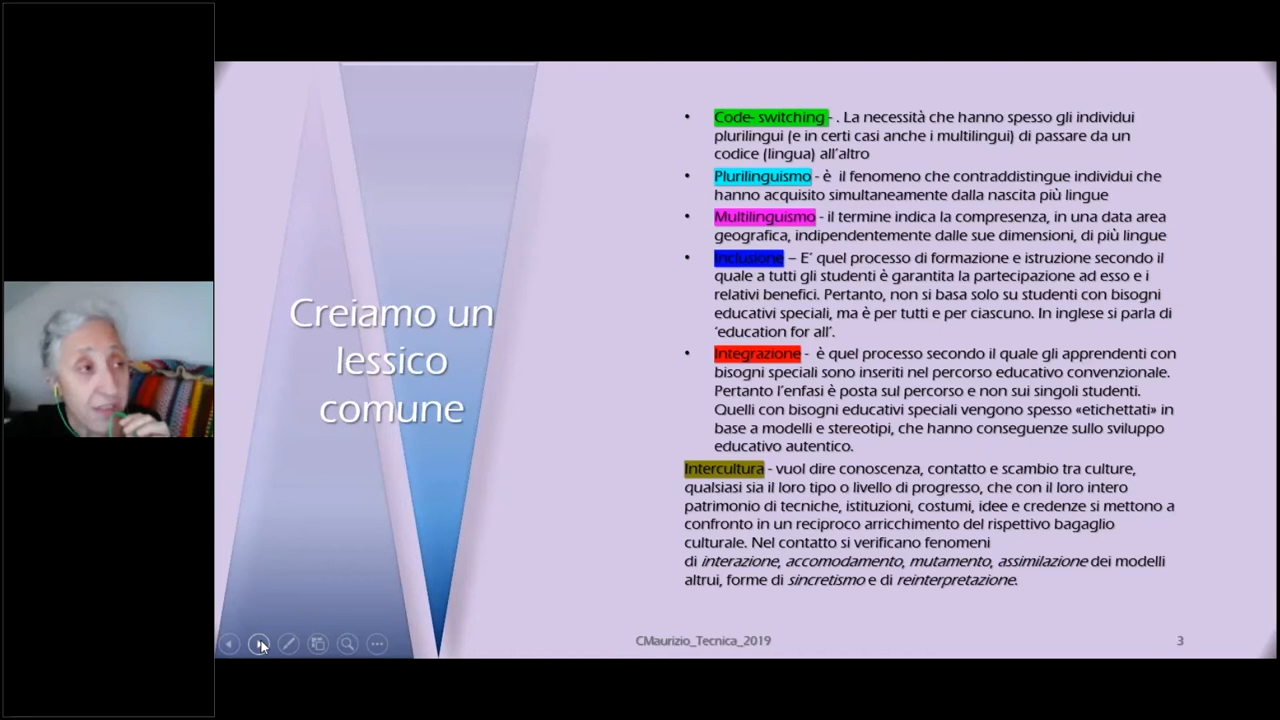 Creiamo un
lessico
comune
• Code- switching - . La necessità che hanno spesso gli individui
plurilingui (e in certi casi anche i multilingui) di passare da un
codice (lingua) all'altro
• Plurilinguismo - è il fenomeno che contraddistingue individui che
hanno acquisito simultaneamente dalla nascita più lingue
• Multilinguismo - il termine indica la compresenza, in una data area
geografica, indipendentemente dalle sue dimensioni, di più lingue
• Inclusione – E' quel processo di formazione e istruzione secondo il
quale a tutti gli studenti è garantita la partecipazione ad esso e i
relativi benefici. Pertanto, non si basa solo su studenti con bisogni
educativi speciali, ma è per tutti e per ciascuno. In inglese si parla di
'education for all'.
• Integrazione - è quel processo secondo il quale gli apprendenti con
bisogni speciali sono inseriti nel percorso educativo convenzionale.
Pertanto l'enfasi è posta sul percorso e non sui singoli studenti.
Quelli con bisogni educativi speciali vengono spesso «etichettati» in
base a modelli e stereotipi, che hanno conseguenze sullo sviluppo
educativo autentico.
Intercultura - vuol dire conoscenza, contatto e scambio tra culture,
qualsiasi sia il loro tipo o livello di progresso, che con il loro intero
patrimonio di tecniche, istituzioni, costumi, idee e credenze si mettono a
confronto in un reciproco arricchimento del rispettivo bagaglio
culturale. Nel contatto si verificano fenomeni
di interazione, accomodamento, mutamento, assimilazione dei modelli
altrui, forme di sincretismo e di reinterpretazione.
CMaurizio_Tecnica_2019
3